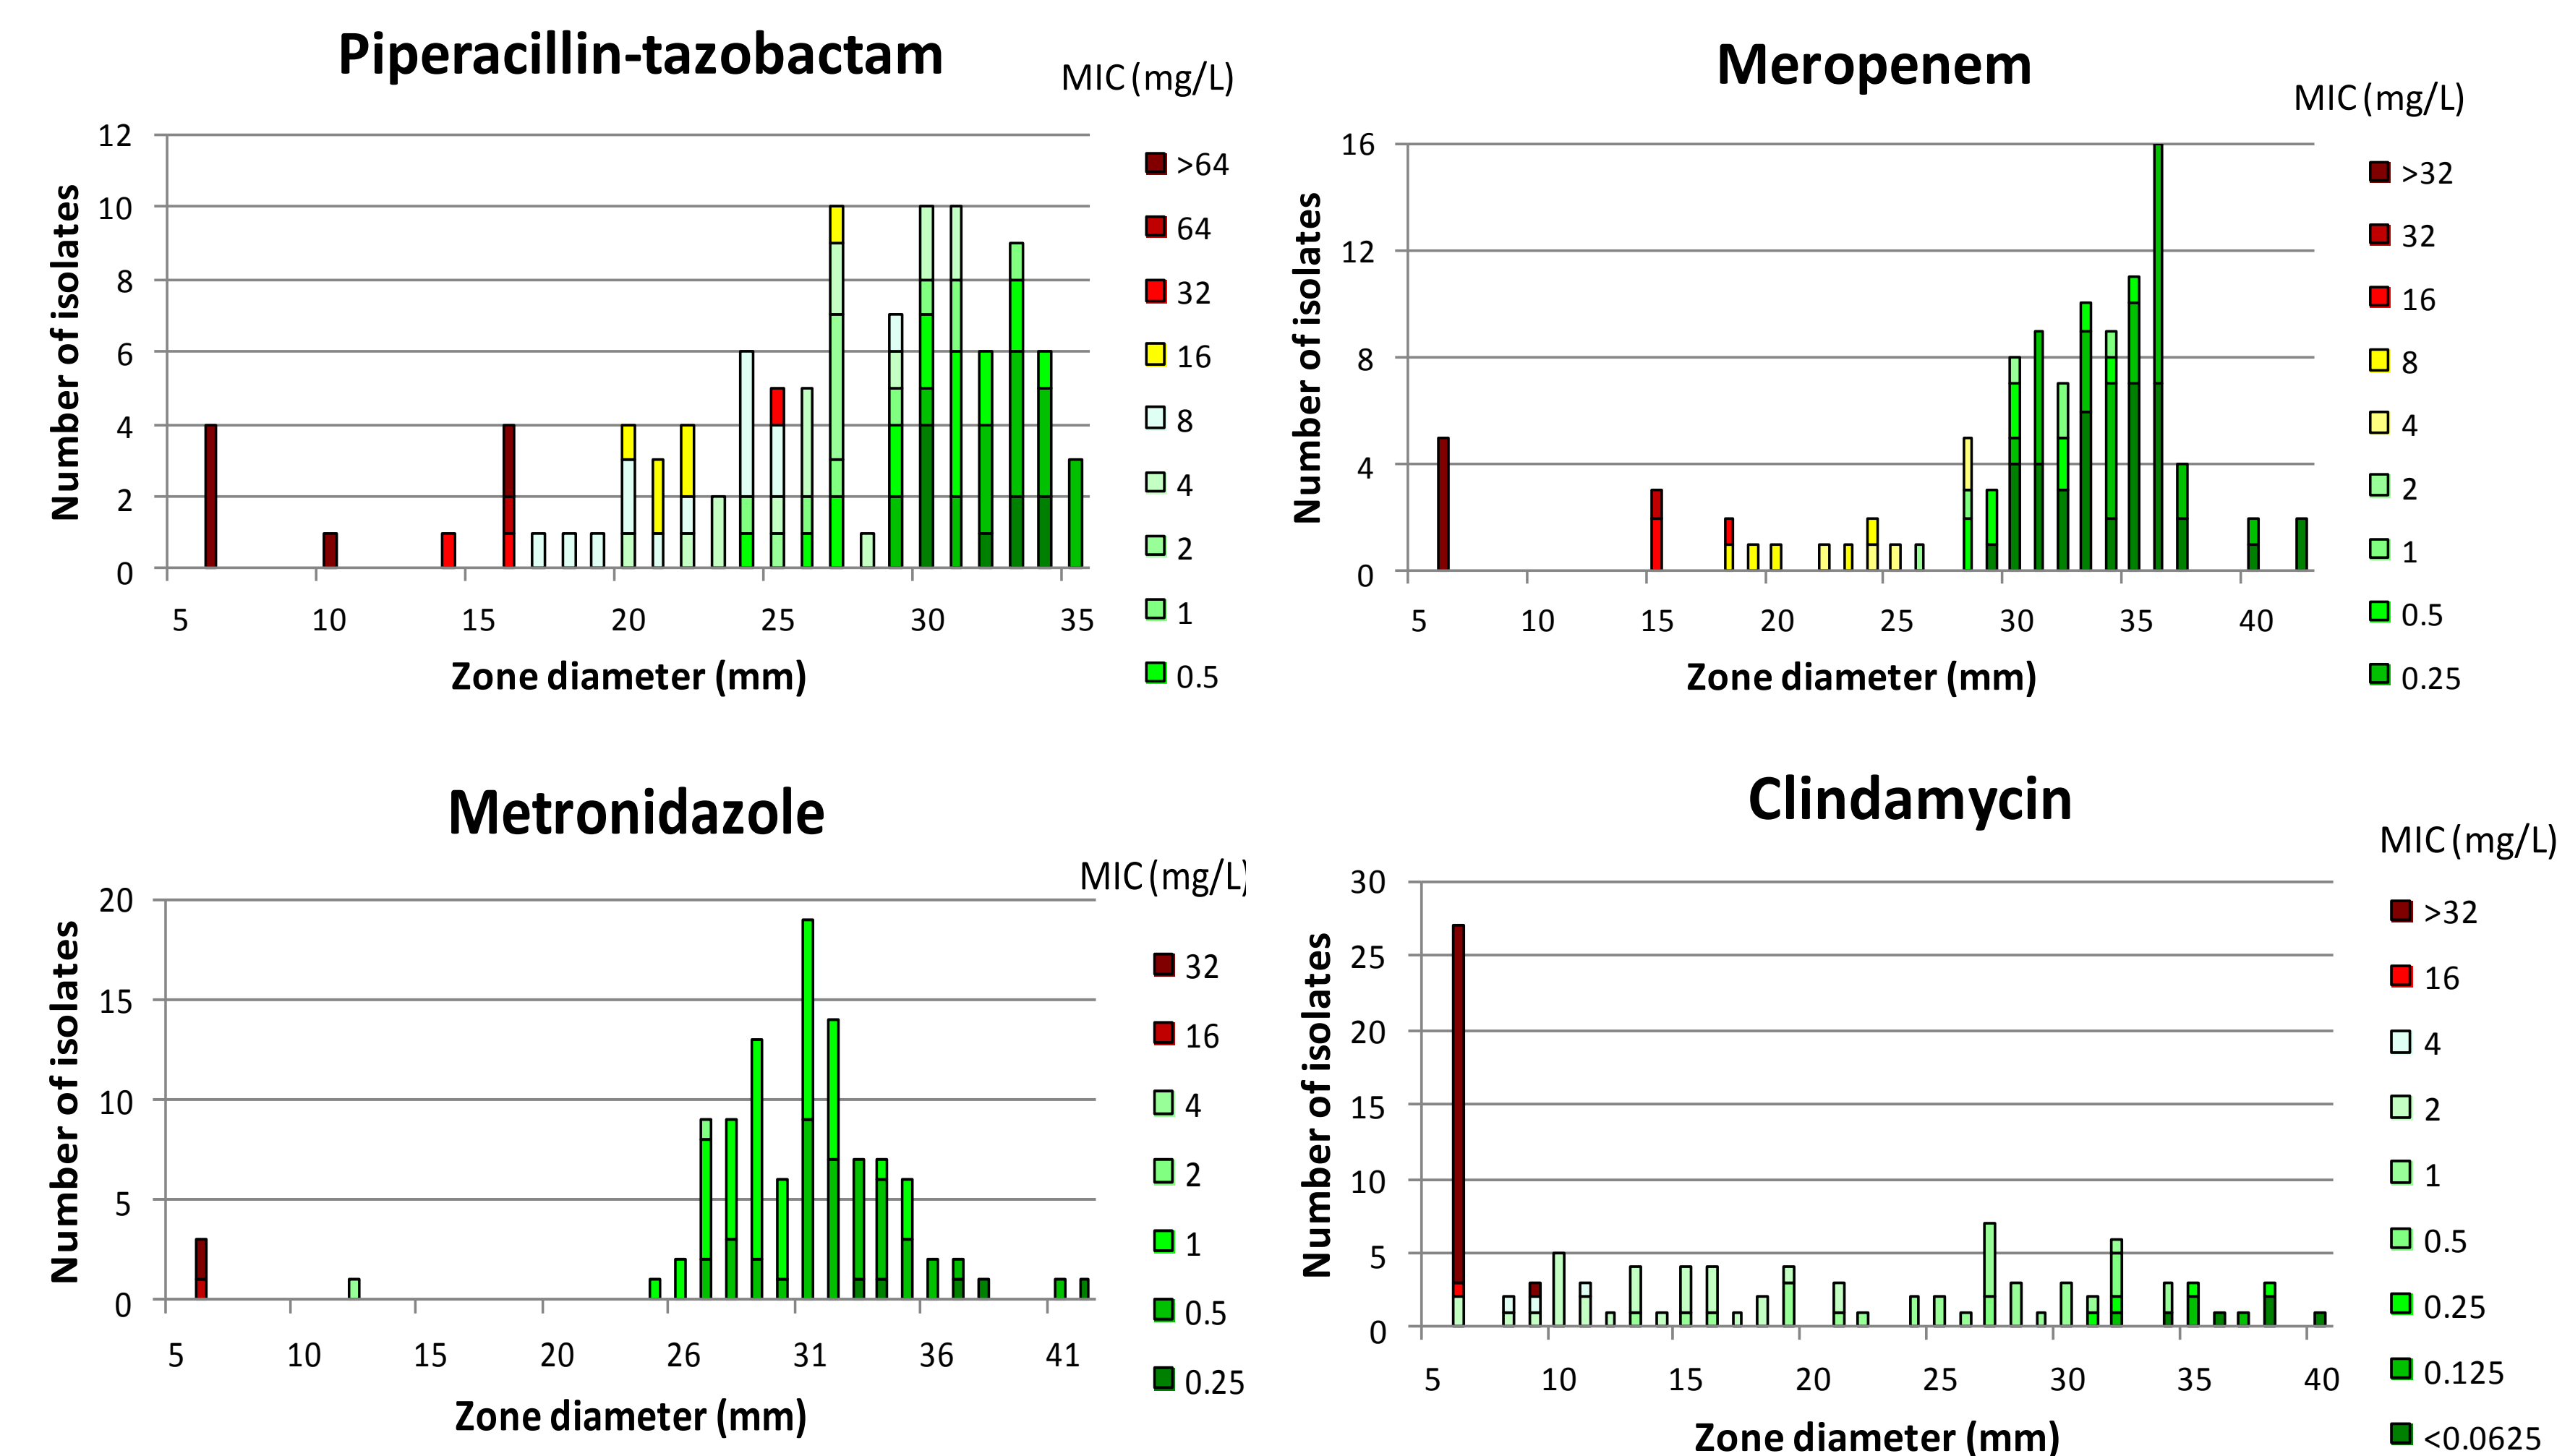 Piperacillin-tazobactam
MIC (mg/L)
Number of isolates
12
10
8
6
4
2
0
5 10 15 20 25 30 35
Zone diameter (mm)
>64
64
32
16
8
4
2
1
0.5
Meropenem
MIC (mg/L)
Number of isolates
16
12
8
4
0
5 10 15 20 25 30 35 40
Zone diameter (mm)
>32
32
16
8
4
2
1
0.5
0.25
Metronidazole
MIC (mg/L)
Number of isolates
20
15
10
5
0
5 10 15 20 26 31 36 41
Zone diameter (mm)
32
16
4
2
1
0.5
0.25
Clindamycin
MIC (mg/L)
Number of isolates
30
25
20
15
10
5
0
5 10 15 20 25 30 35 40
Zone diameter (mm)
>32
16
4
2
1
0.5
0.25
0.125
<0.0625